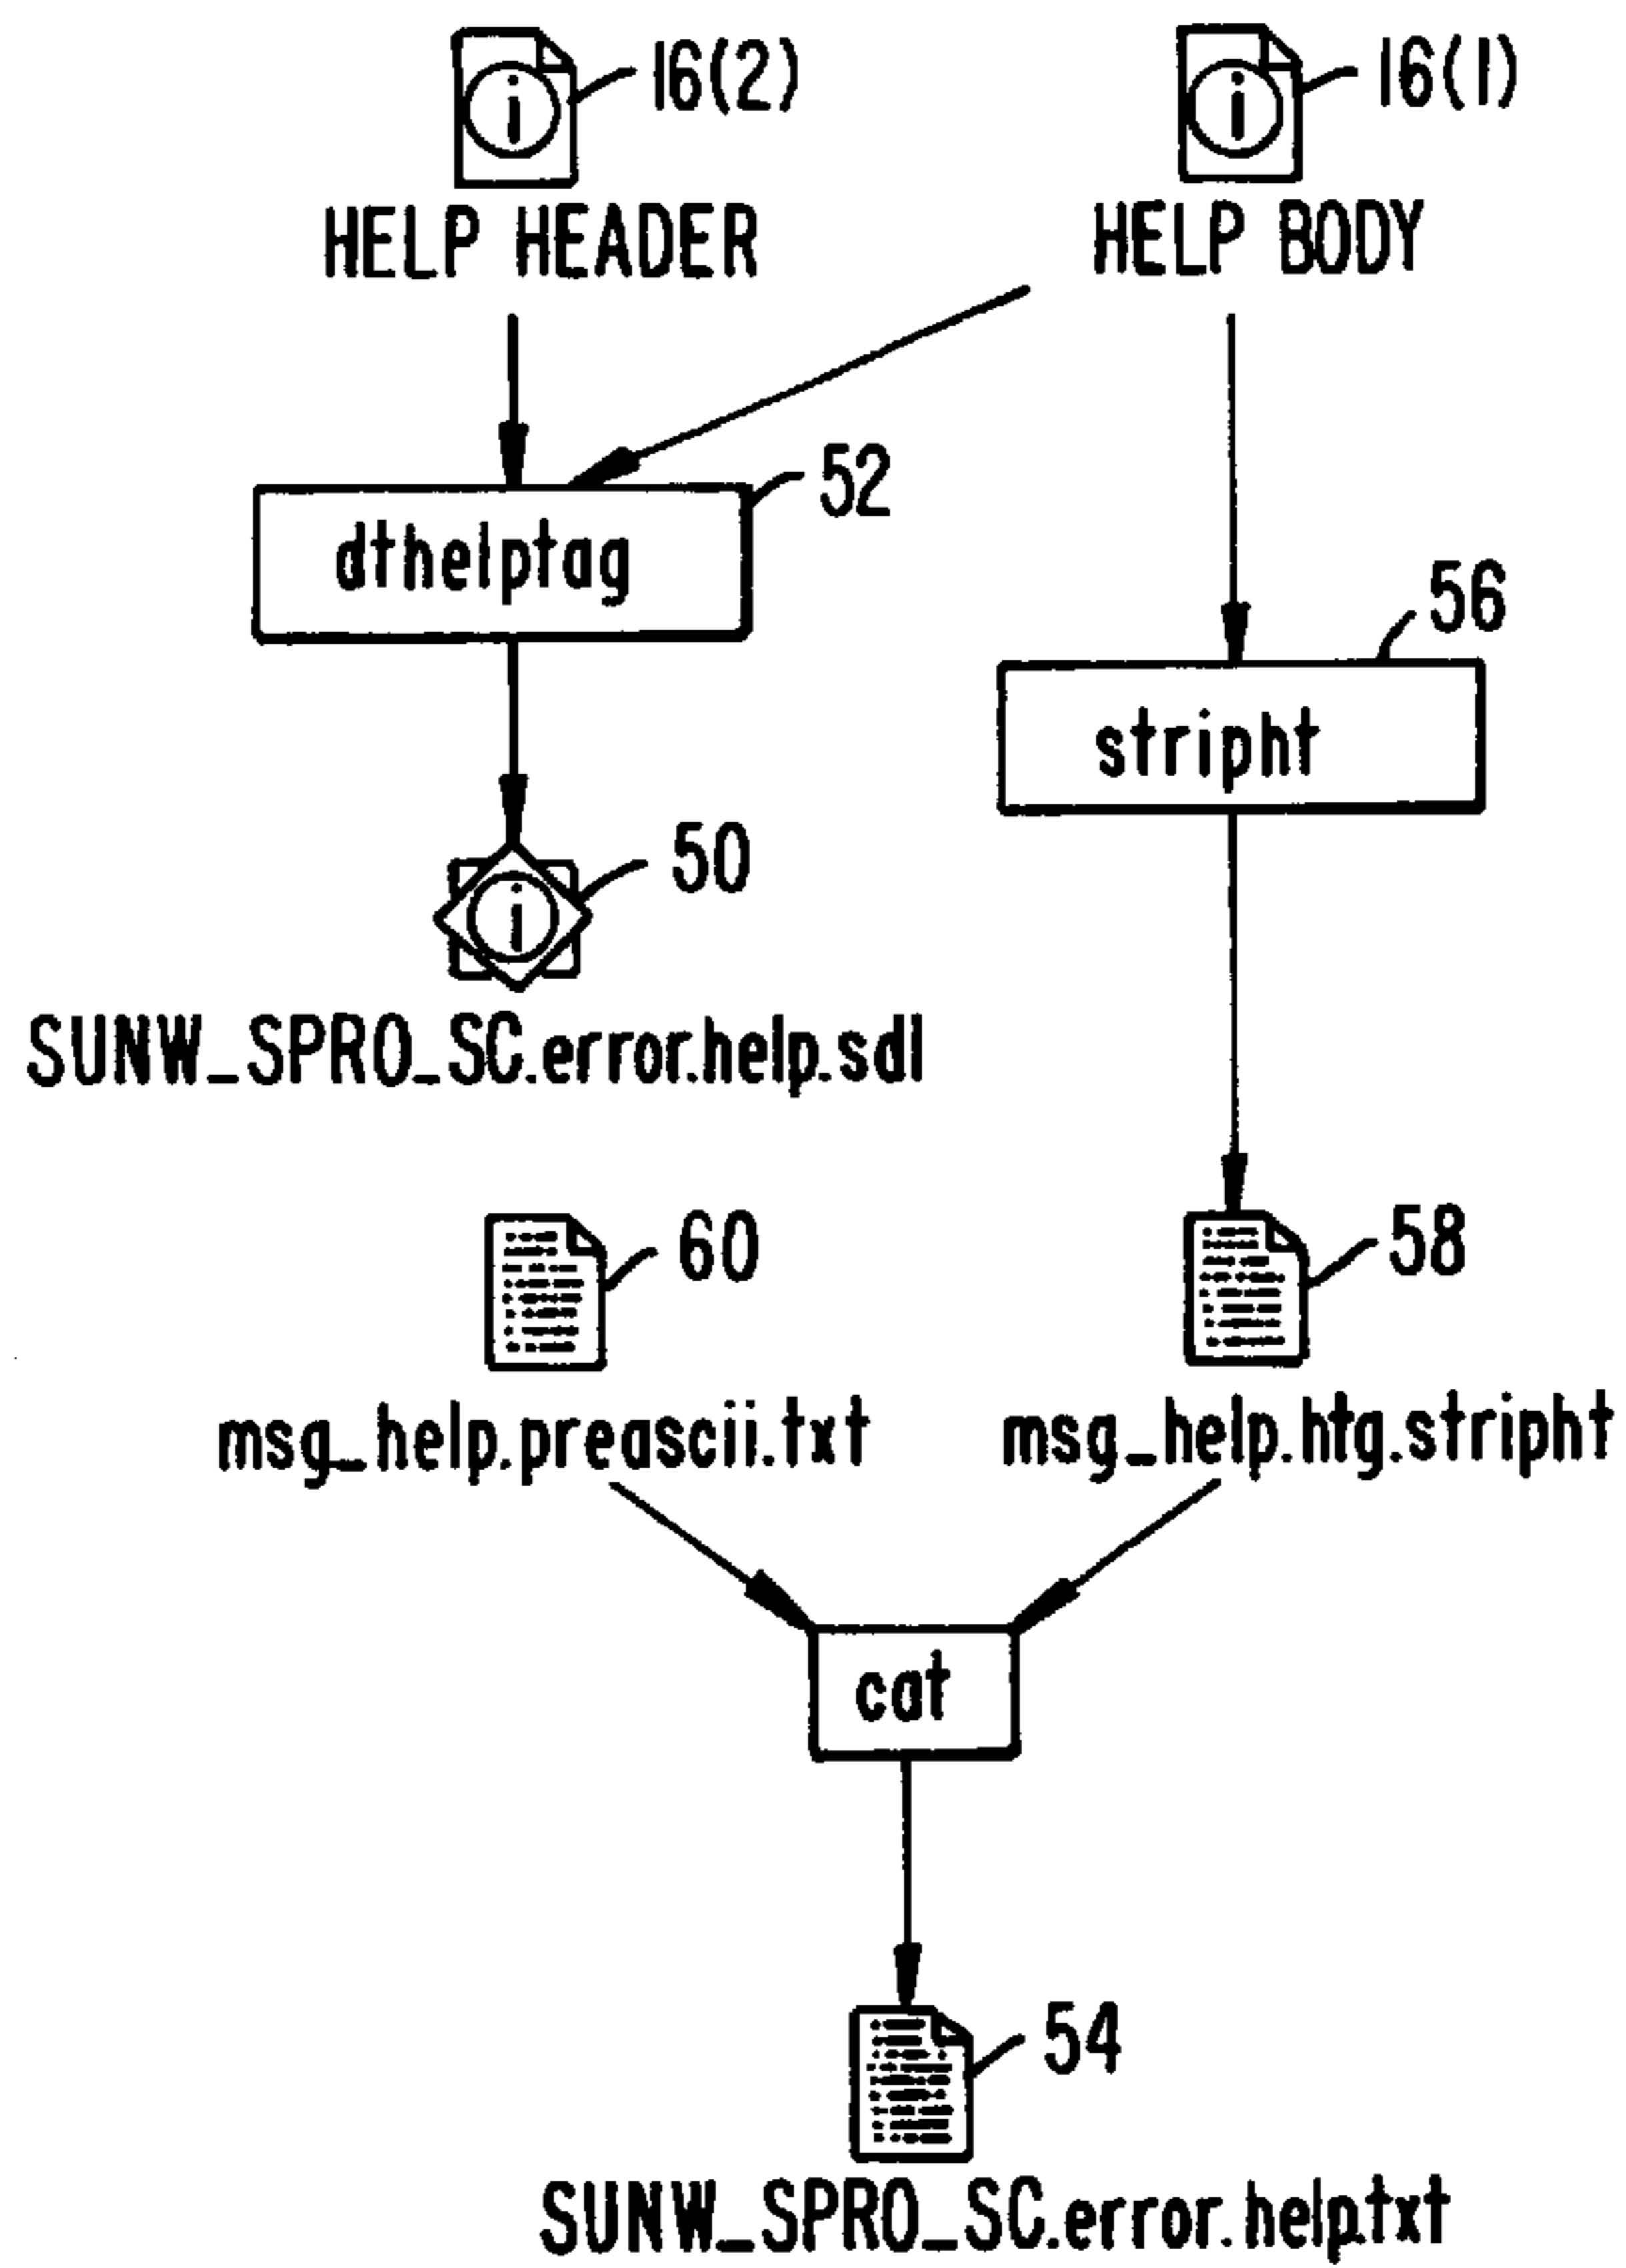 16(2)
16(1)
HELP HEADER
HELP BODY
52
dthelptag
56
stripht
50
SUNW_SPRO_SC.error.help.sdl
60
58
msg_help.preascii.txt
msg_help.htg.stripht
cat
54
SUNW_SPRO_SC.error.help.txt